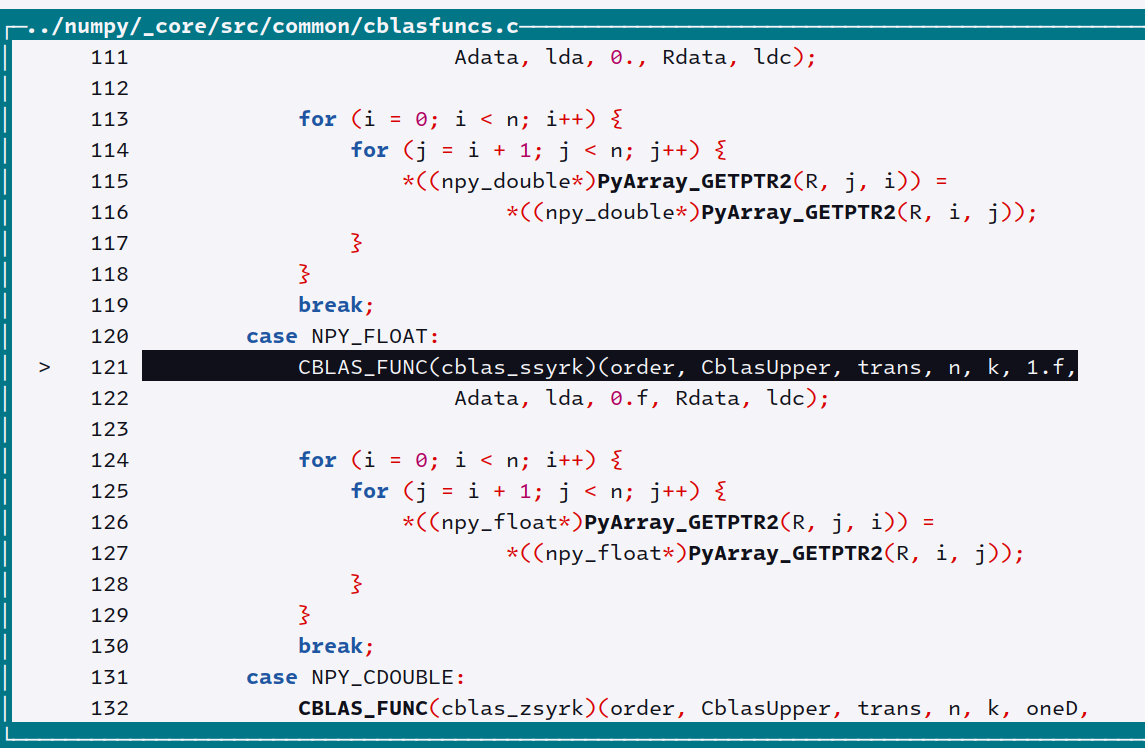 ../numpy/_core/src/common/cblasfuncs.c
111                         Adata, lda, 0., Rdata, ldc);
112
113             for (i = 0; i < n; i++) {
114                 for (j = i + 1; j < n; j++) {
115                     *((npy_double*)PyArray_GETPTR2(R, j, i)) =
116                             *((npy_double*)PyArray_GETPTR2(R, i, j));
117                 }
118             }
119             break;
120         case NPY_FLOAT:
> 121             CBLAS_FUNC(cblas_ssyrk)(order, CblasUpper, trans, n, k, 1.f,
122                         Adata, lda, 0.f, Rdata, ldc);
123
124             for (i = 0; i < n; i++) {
125                 for (j = i + 1; j < n; j++) {
126                     *((npy_float*)PyArray_GETPTR2(R, j, i)) =
127                             *((npy_float*)PyArray_GETPTR2(R, i, j));
128                 }
129             }
130             break;
131         case NPY_CDOUBLE:
132             CBLAS_FUNC(cblas_zsyrk)(order, CblasUpper, trans, n, k, oneD,